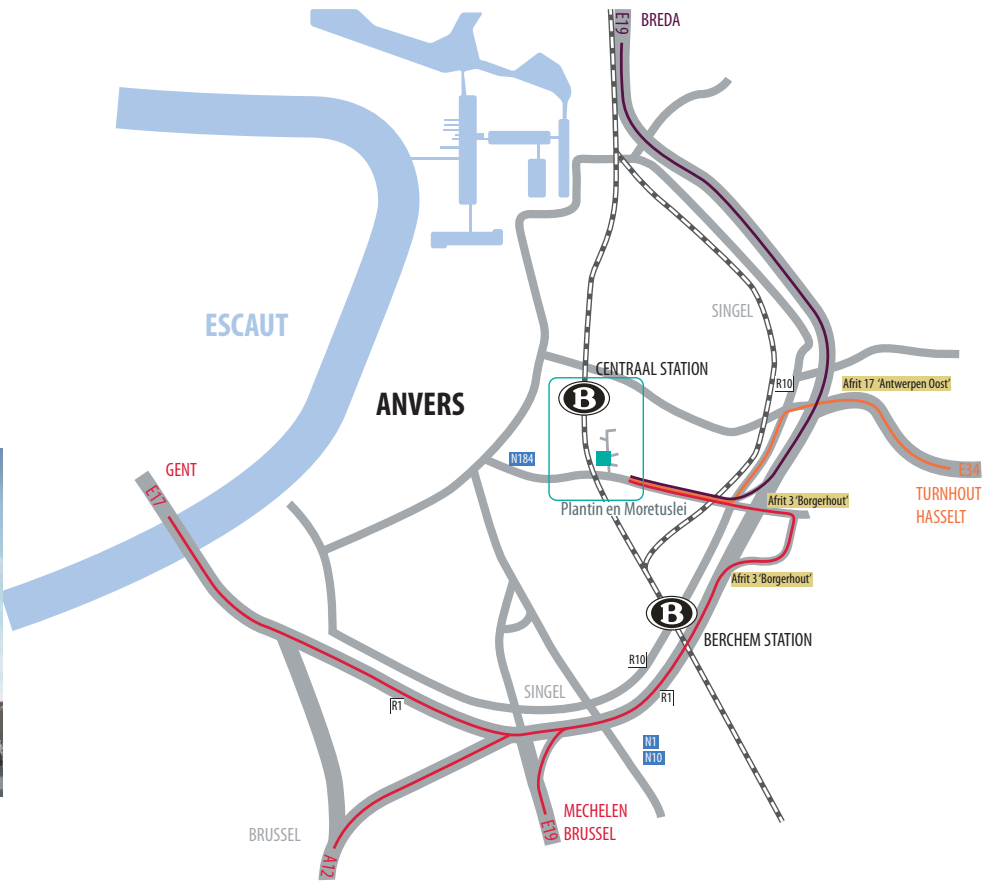 E19
BREDA
SINGEL
ESCAUT
CENTRAAL STATION
R10
Afrit 17 'Antwerpen Oost'
B
ANVERS
N184
GENT
E17
E34
TURNHOUT
HASSELT
Afrit 3 'Borgerhout'
Plantin en Moretuslei
Afrit 3 'Borgerhout'
B
BERCHEM STATION
R10
SINGEL
R1
R1
N1
N10
MECHELEN
BRUSSEL
E19
BRUSSEL
A12